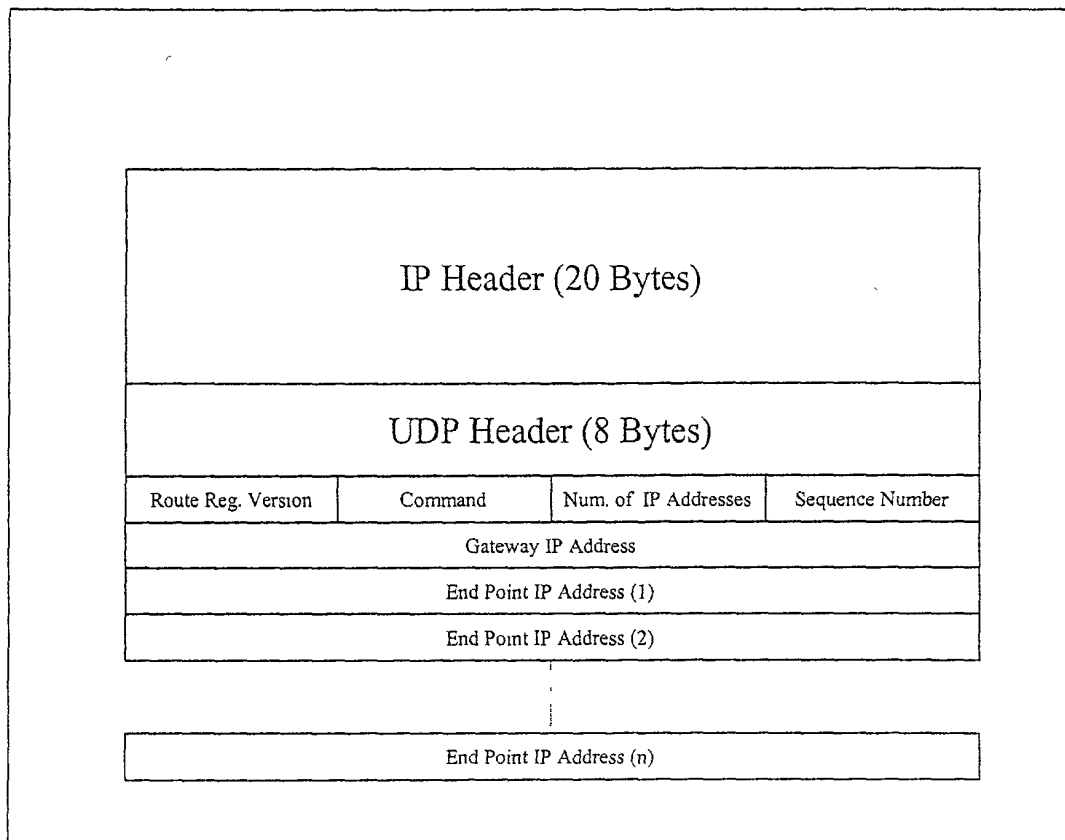 IP Header (20 Bytes)
UDP Header (8 Bytes)
Route Reg. Version
Command
Num. of IP Addresses
Sequence Number
Gateway IP Address
End Point IP Address (1)
End Point IP Address (2)
End Point IP Address (n)